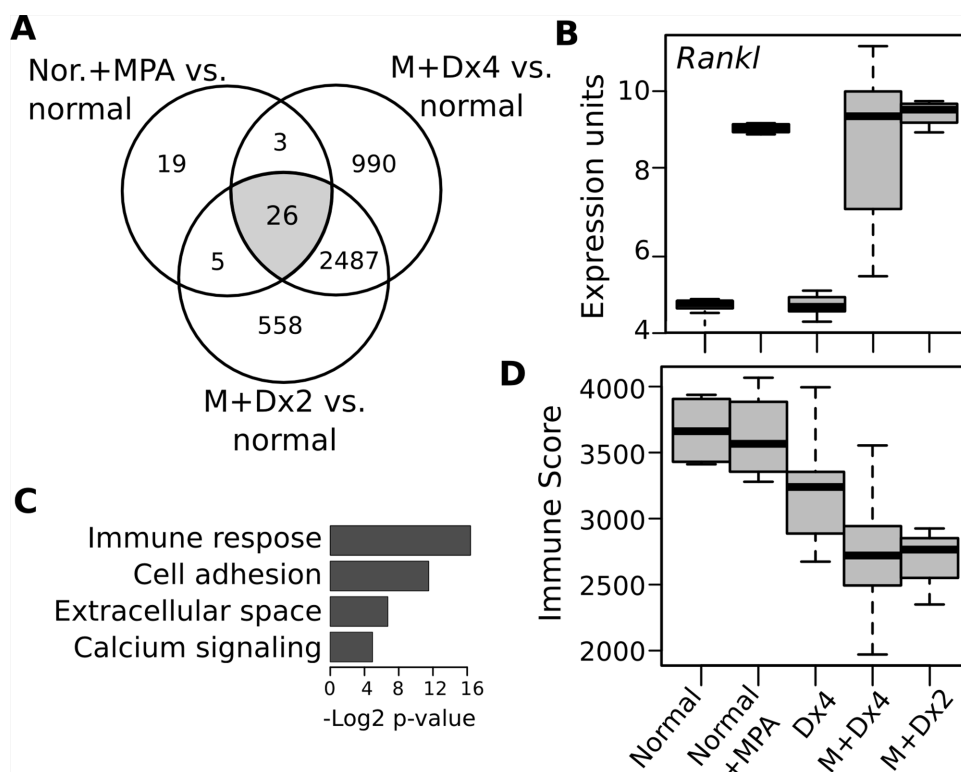 A
Nor.+MPA vs.
normal
M+Dx4 vs.
normal
19
3
990
26
5
2487
558
M+Dx2 vs.
normal
B
Rankl
Expression units
10
8
6
4
C
Immune respose
Cell adhesion
Extracellular space
Calcium signaling
0 4 8 12 16
-Log2 p-value
D
Immune Score
4000
3500
3000
2500
2000
Normal
Normal
+MPA
Dx4
M+Dx4
M+Dx2